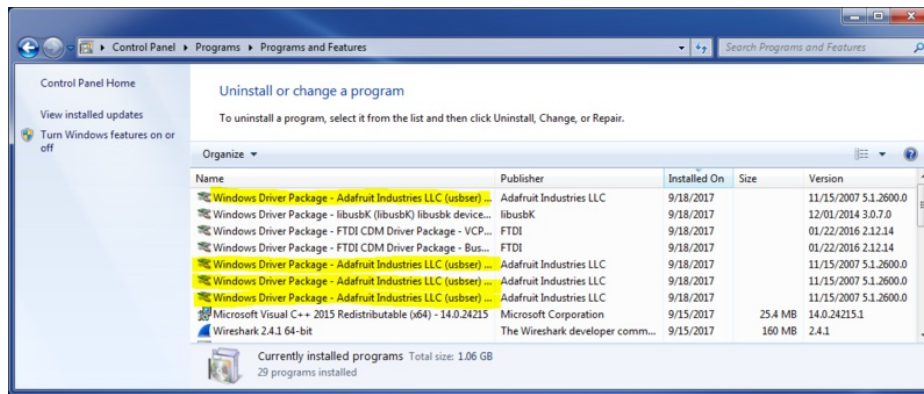 Control Panel ▸ Programs ▸ Programs and Features
Search Programs and Features
Control Panel Home
View installed updates
Turn Windows features on or
off
Uninstall or change a program
To uninstall a program, select it from the list and then click Uninstall, Change, or Repair.
Organize
Name Publisher Installed On Size Version
Windows Driver Package - Adafruit Industries LLC (usbser) ... Adafruit Industries LLC 9/18/2017 11/15/2007 5.1.2600.0
Windows Driver Package - libusbK (libusbK) libusbk device... libusbK 9/18/2017 12/01/2014 3.0.7.0
Windows Driver Package - FTDI CDM Driver Package - VCP... FTDI 9/18/2017 01/22/2016 2.12.14
Windows Driver Package - FTDI CDM Driver Package - Bus... FTDI 9/18/2017 01/22/2016 2.12.14
Windows Driver Package - Adafruit Industries LLC (usbser) ... Adafruit Industries LLC 9/18/2017 11/15/2007 5.1.2600.0
Windows Driver Package - Adafruit Industries LLC (usbser) ... Adafruit Industries LLC 9/18/2017 11/15/2007 5.1.2600.0
Windows Driver Package - Adafruit Industries LLC (usbser) ... Adafruit Industries LLC 9/18/2017 11/15/2007 5.1.2600.0
Microsoft Visual C++ 2015 Redistributable (x64) - 14.0.24215 Microsoft Corporation 9/15/2017 25.4 MB 14.0.24215.1
Wireshark 2.4.1 64-bit The Wireshark developer comm... 9/15/2017 160 MB 2.4.1
Currently installed programs Total size: 1.06 GB
29 programs installed